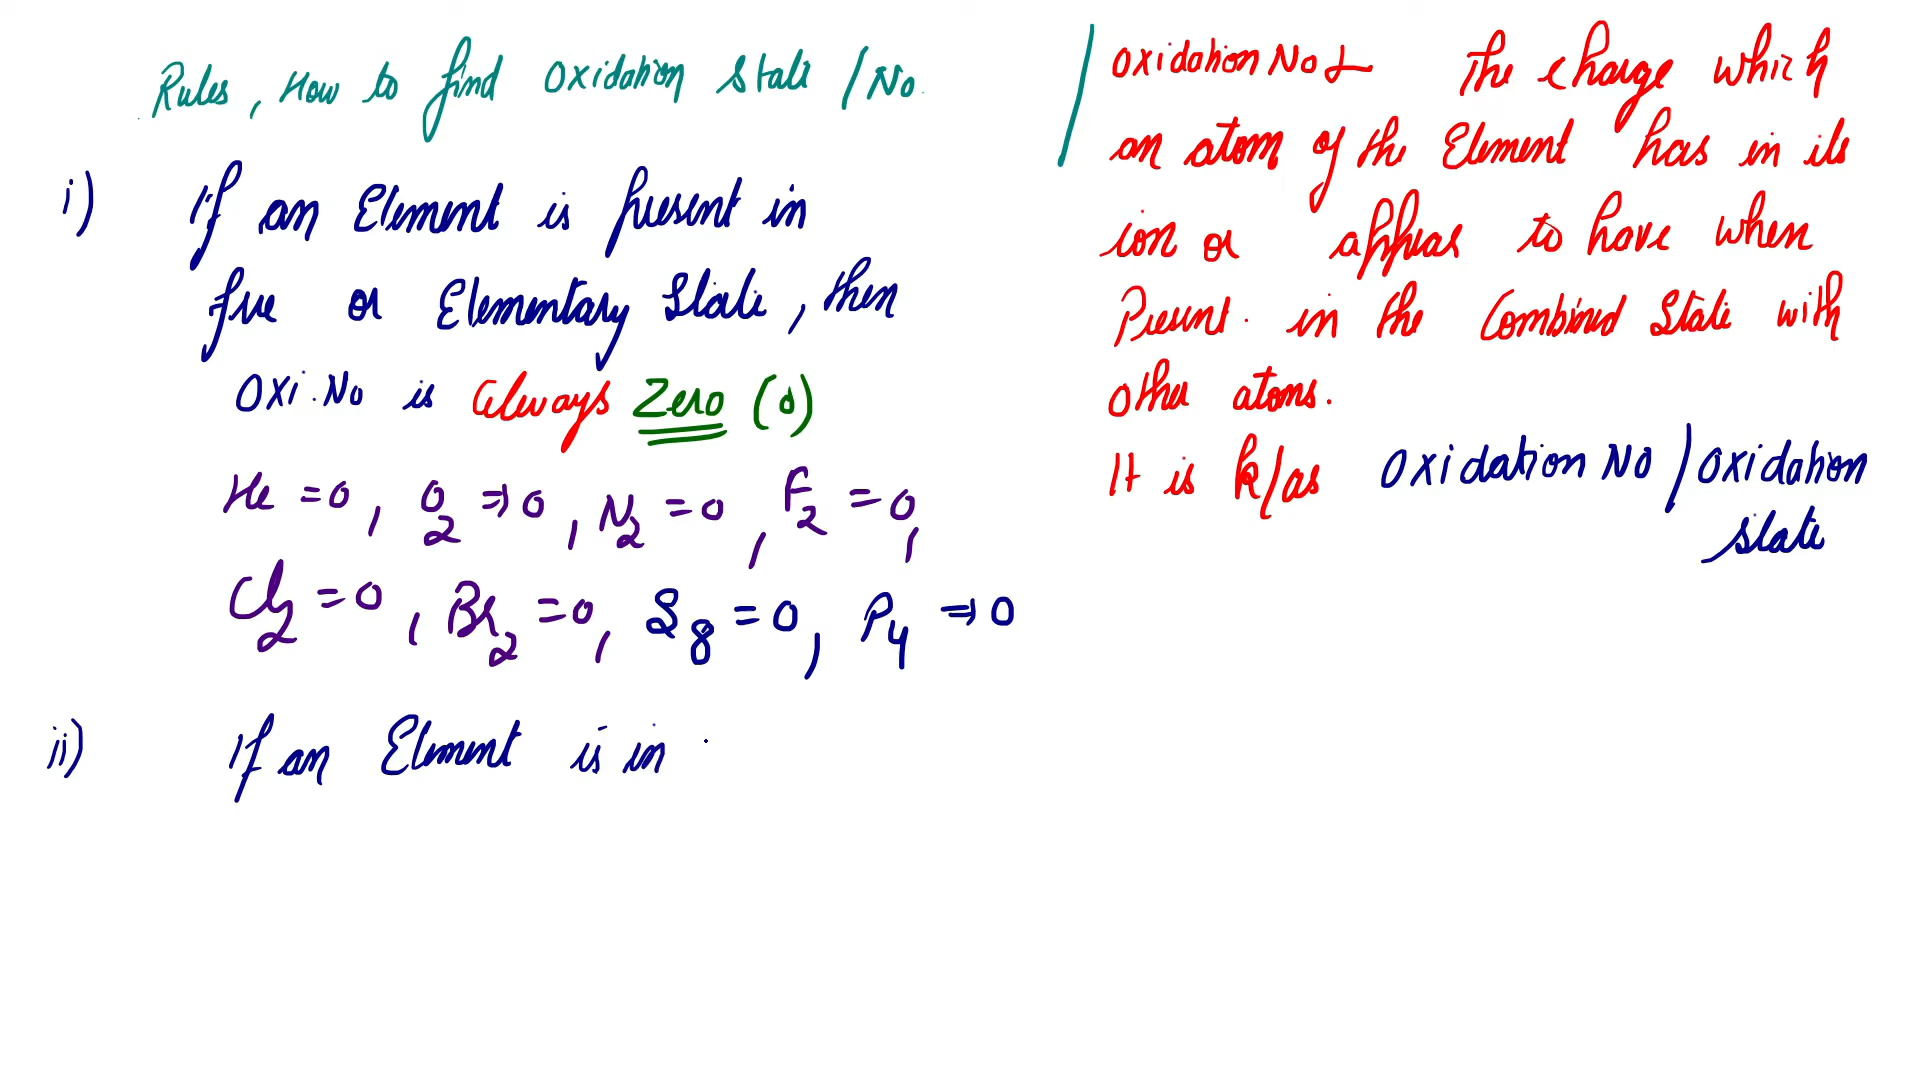 Rules, How to find Oxidation State / No.
i) If an Element is present in
free or Elementary State, then
Oxi. No is always Zero (0)
He = 0, O2 => 0, N2 = 0, F2 = 0,
Cl2 = 0, Br2 = 0, S8 = 0, P4 => 0
ii) If an Element is in
Oxidation No :- The charge which
an atom of the Element has in its
ion or appears to have when
Present in the Combined State with
other atoms.
It is k/as Oxidation No / Oxidation
State